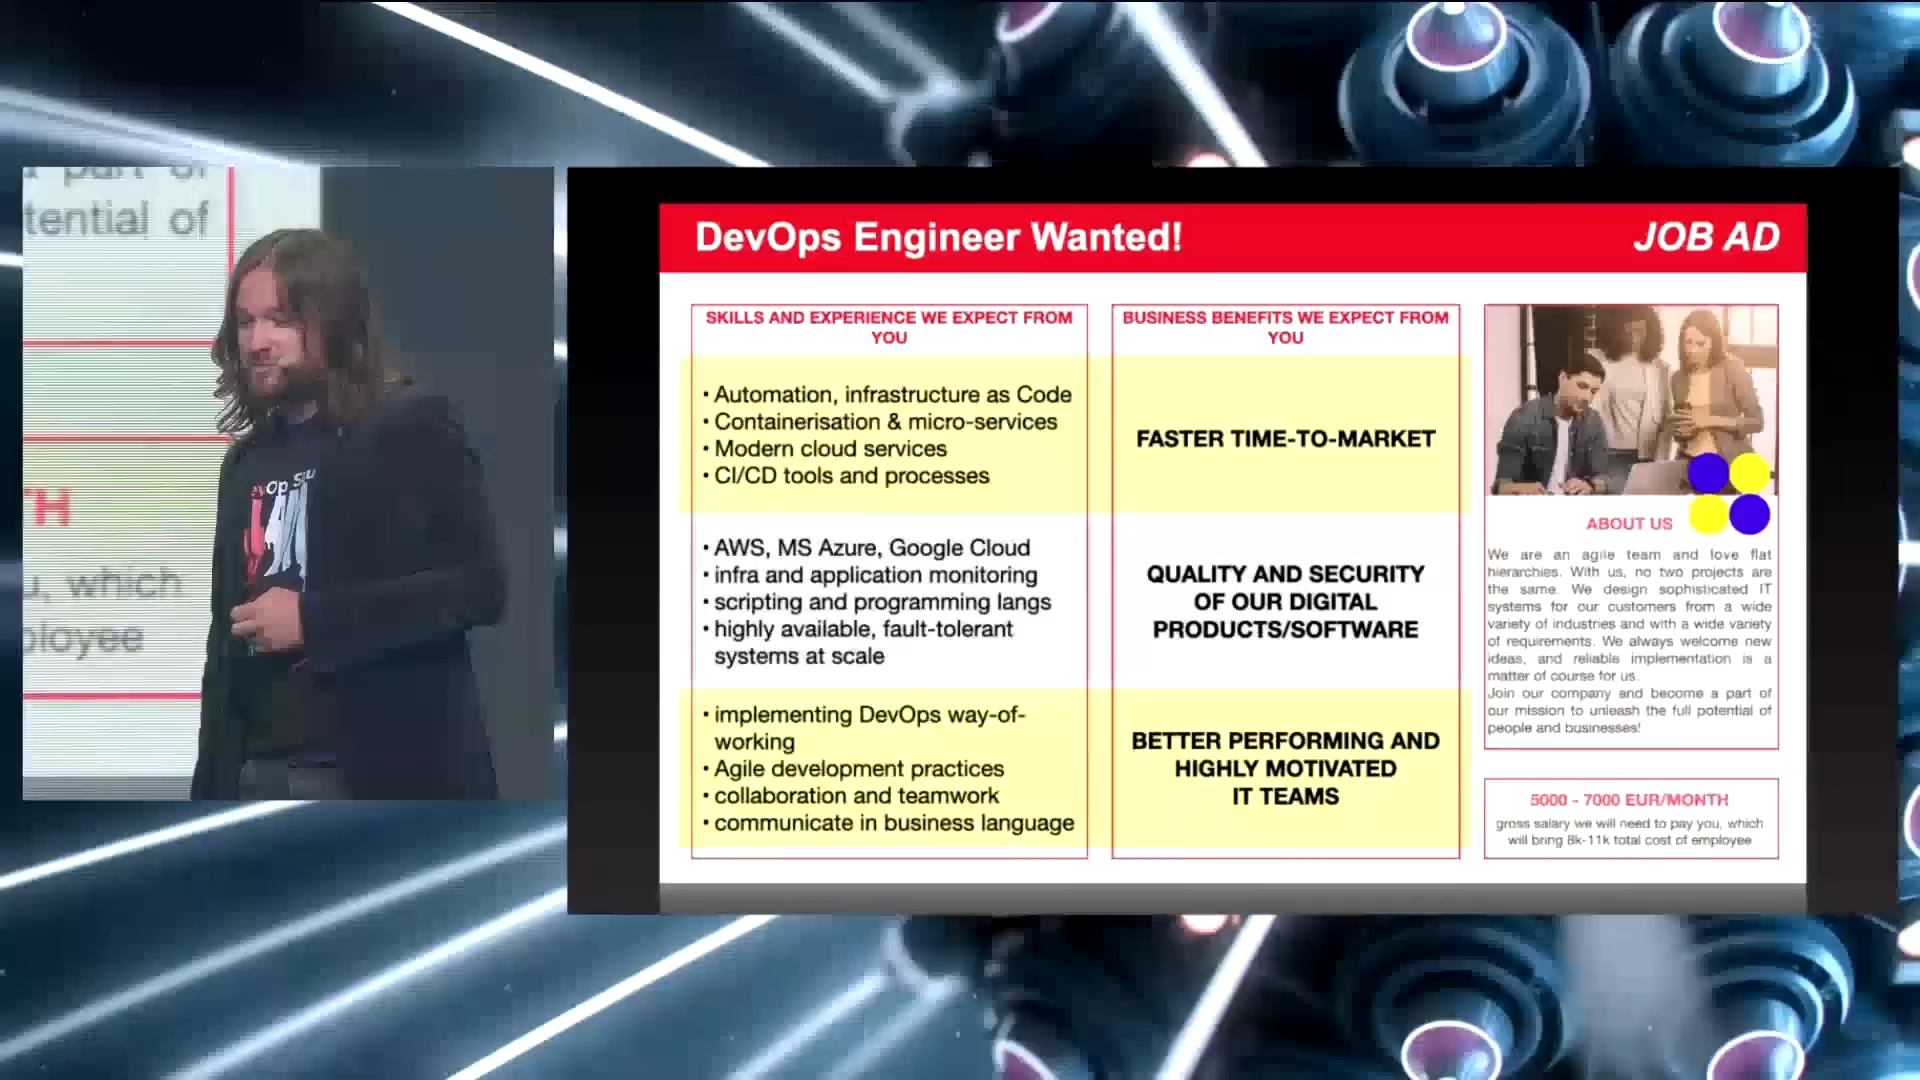 a part of
tential of
TH
u, which
ployee
DevOps Engineer Wanted!
JOB AD
SKILLS AND EXPERIENCE WE EXPECT FROM
YOU
• Automation, infrastructure as Code
• Containerisation & micro-services
• Modern cloud services
• CI/CD tools and processes
• AWS, MS Azure, Google Cloud
• infra and application monitoring
• scripting and programming langs
• highly available, fault-tolerant
systems at scale
• implementing DevOps way-of-
working
• Agile development practices
• collaboration and teamwork
• communicate in business language
BUSINESS BENEFITS WE EXPECT FROM
YOU
FASTER TIME-TO-MARKET
QUALITY AND SECURITY
OF OUR DIGITAL
PRODUCTS/SOFTWARE
BETTER PERFORMING AND
HIGHLY MOTIVATED
IT TEAMS
ABOUT US
We are an agile team and love flat
hierarchies. With us, no two projects are
the same. We design sophisticated IT
systems for our customers from a wide
variety of industries and with a wide variety
of requirements. We always welcome new
ideas, and reliable implementation is a
matter of course for us.
Join our company and become a part of
our mission to unleash the full potential of
people and businesses!
5000 - 7000 EUR/MONTH
gross salary we will need to pay you, which
will bring 8k-11k total cost of employee